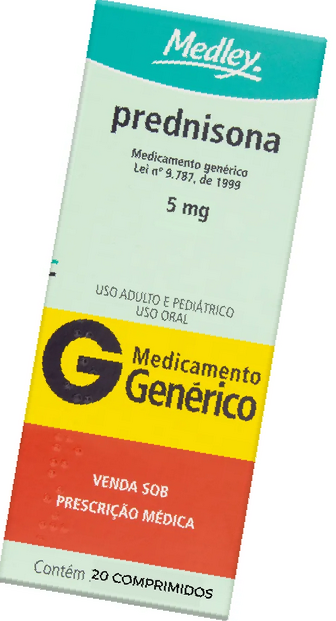 Medley.
prednisona
Medicamento genérico
Lei nº 9.787, de 1999
5 mg
USO ADULTO E PEDIÁTRICO
USO ORAL
G Medicamento
Genérico
VENDA SOB
PRESCRIÇÃO MÉDICA
Contém 20 COMPRIMIDOS